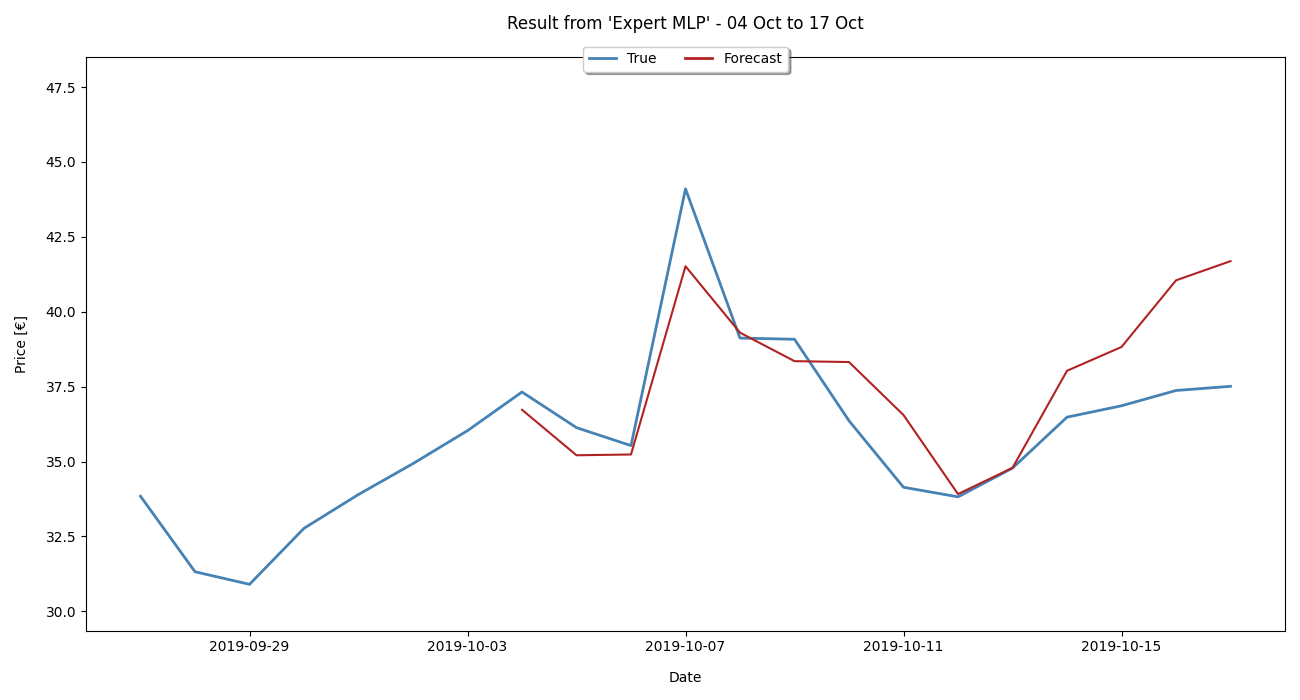 Result from 'Expert MLP' - 04 Oct to 17 Oct
True Forecast
47.5
45.0
42.5
40.0
37.5
35.0
32.5
30.0
Price [€]
2019-09-29 2019-10-03 2019-10-07 2019-10-11 2019-10-15
Date